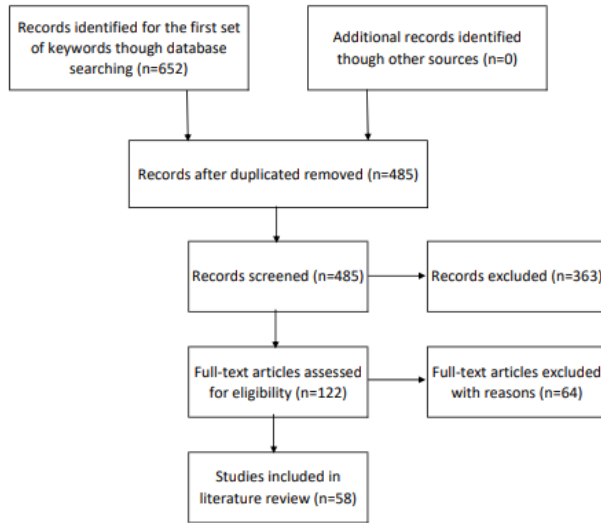 Records identified for the first set
of keywords though database
searching (n=652)
Additional records identified
though other sources (n=0)
Records after duplicated removed (n=485)
Records screened (n=485)
Records excluded (n=363)
Full-text articles assessed
for eligibility (n=122)
Full-text articles excluded
with reasons (n=64)
Studies included in
literature review (n=58)